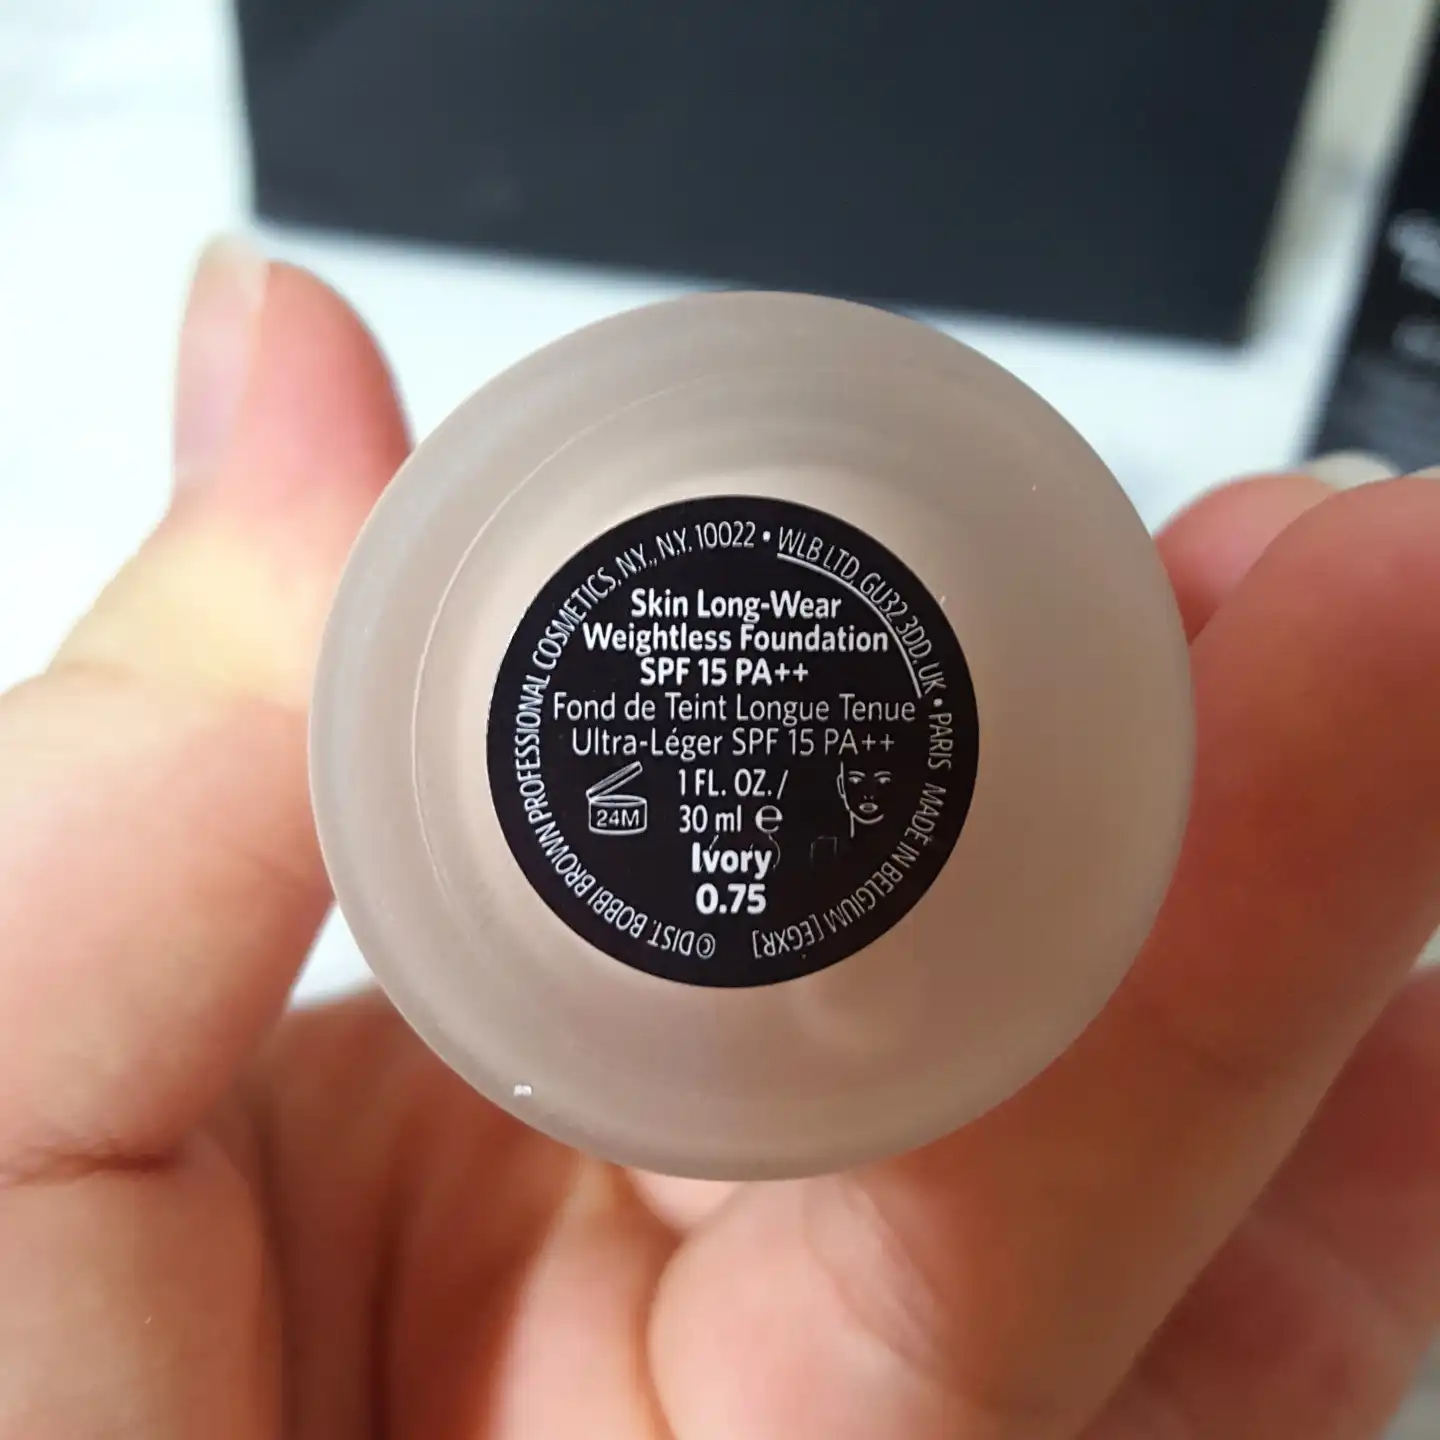 ©DIST. BOBBI BROWN PROFESSIONAL COSMETICS, N.Y., N.Y. 10022 • WLB LTD, GU32 3DD, UK • PARIS MADE IN BELGIUM [EGXR]
Skin Long-Wear
Weightless Foundation
SPF 15 PA++
Fond de Teint Longue Tenue
Ultra-Léger SPF 15 PA++
24M
1 FL. OZ./
30 ml e
Ivory
0.75